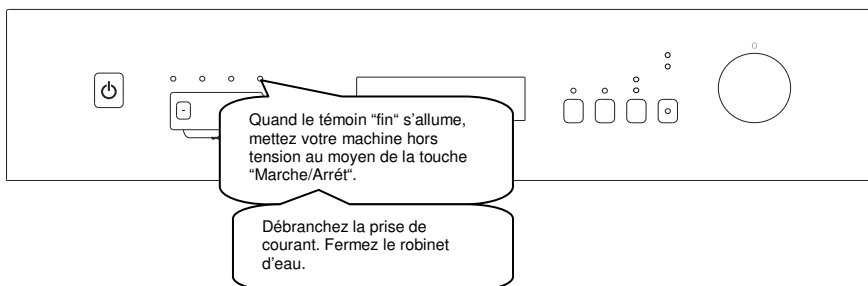 0
-
Quand le témoin “fin“ s’allume,
mettez votre machine hors
tension au moyen de la touche
“Marche/Arrét“.
Débranchez la prise de
courant. Fermez le robinet
d’eau.